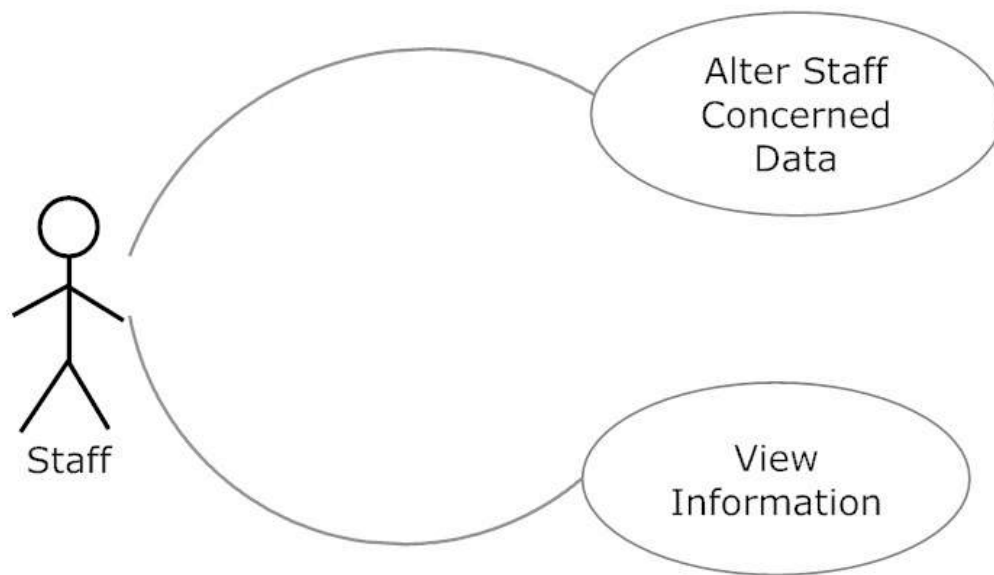 Alter Staff
Concerned
Data
Staff
View
Information